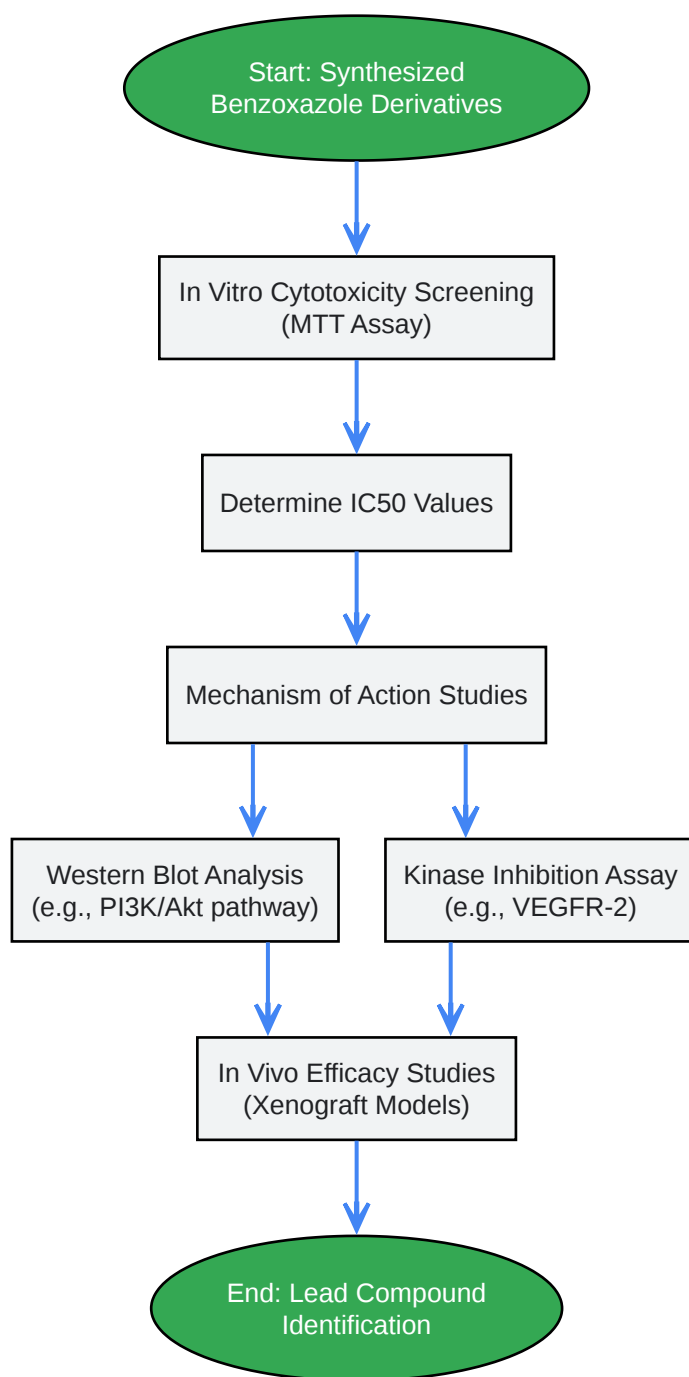 Start: Synthesized
Benzoxazole Derivatives
In Vitro Cytotoxicity Screening
(MTT Assay)
Determine IC50 Values
Mechanism of Action Studies
Western Blot Analysis
(e.g., PI3K/Akt pathway)
Kinase Inhibition Assay
(e.g., VEGFR-2)
In Vivo Efficacy Studies
(Xenograft Models)
End: Lead Compound
Identification